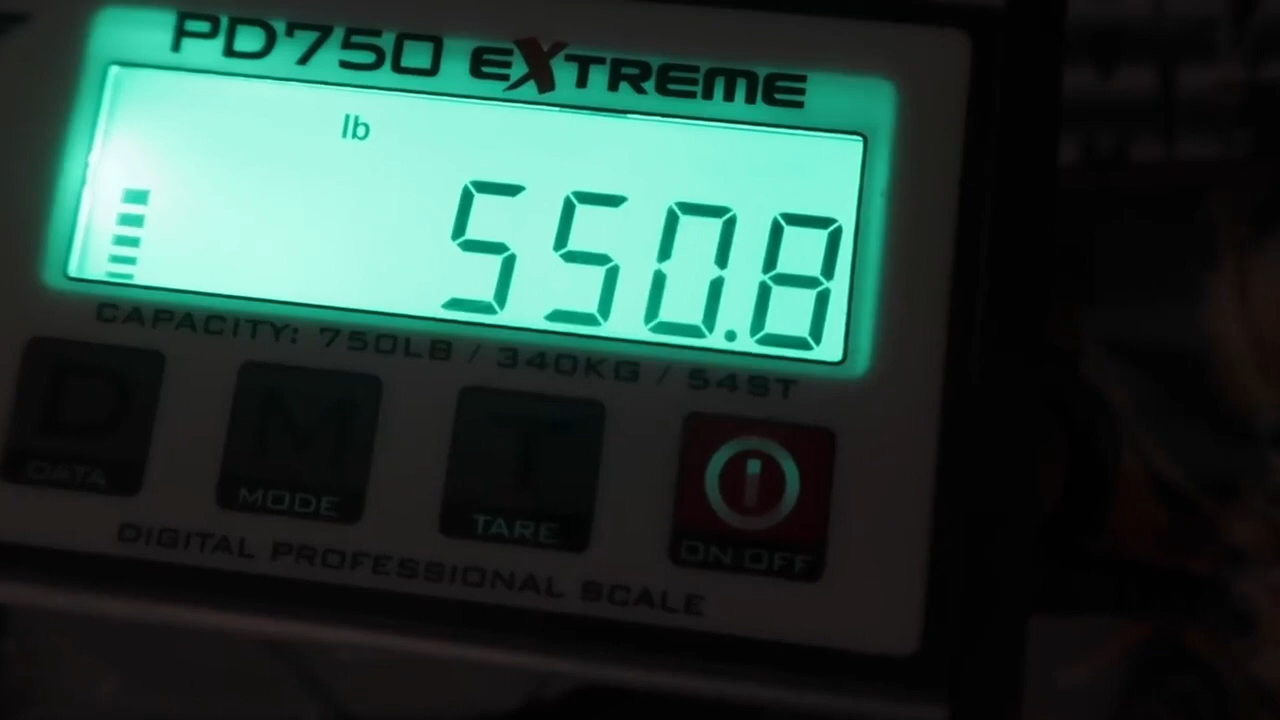 PD750 EXTREME
lb
550.8
CAPACITY: 750LB / 340KG / 54ST
D M T
DATA MODE TARE ON OFF
DIGITAL PROFESSIONAL SCALE